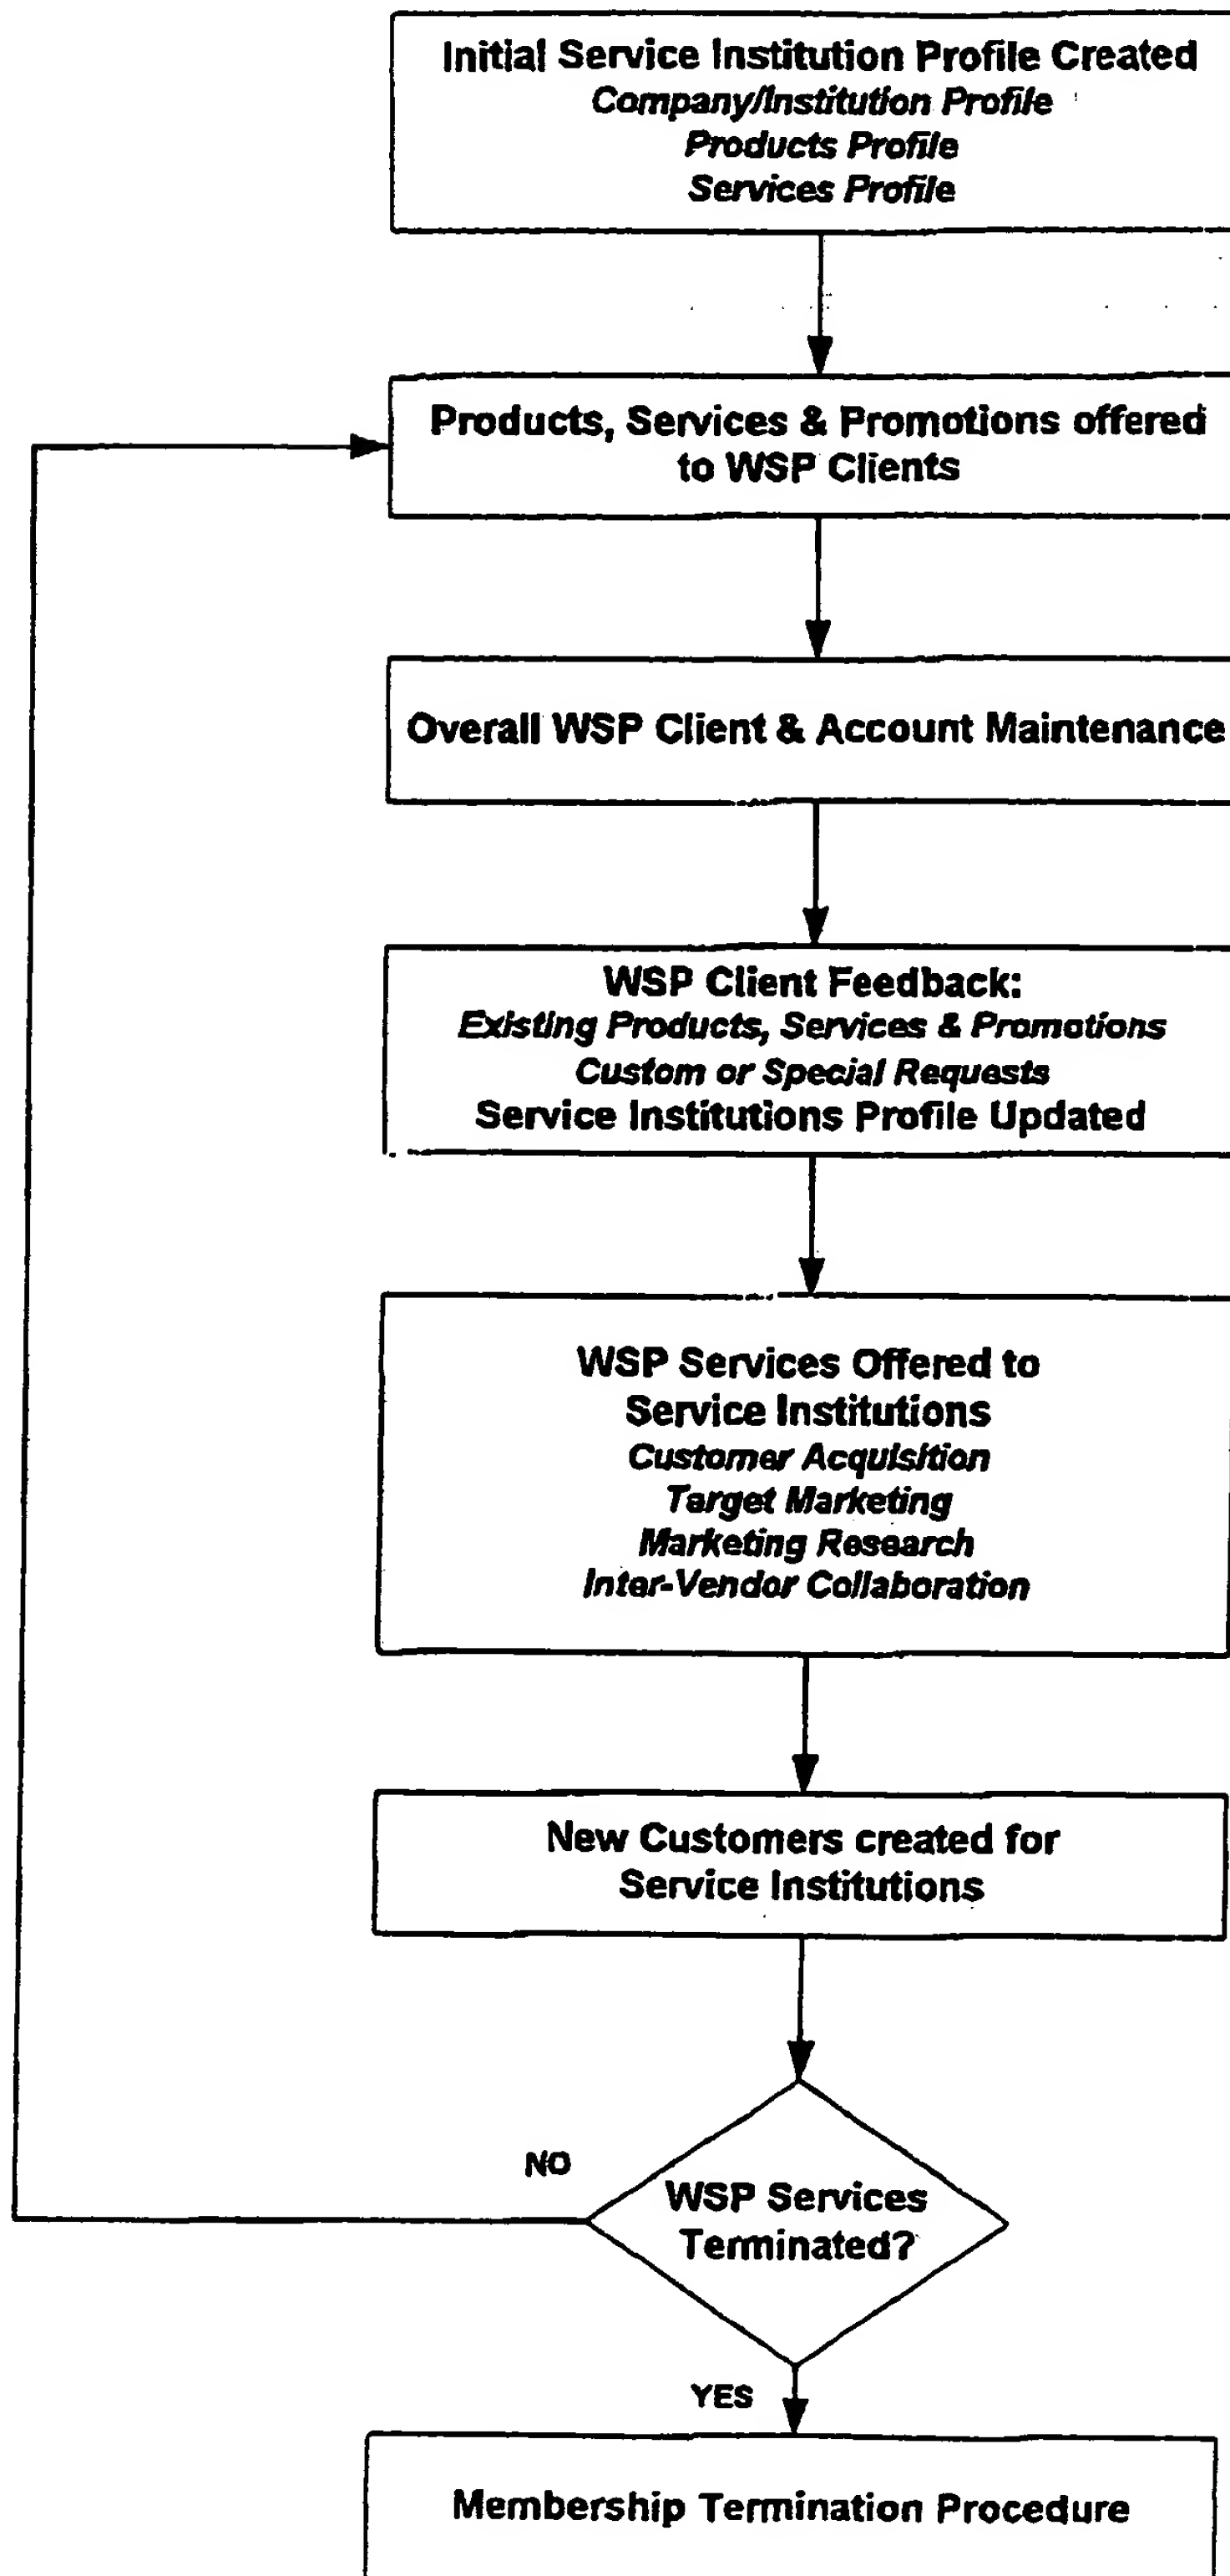 Initial Service Institution Profile Created
Company/Institution Profile
Products Profile
Services Profile
Products, Services & Promotions offered
to WSP Clients
Overall WSP Client & Account Maintenance
WSP Client Feedback:
Existing Products, Services & Promotions
Custom or Special Requests
Service Institutions Profile Updated
WSP Services Offered to
Service Institutions
Customer Acquisition
Target Marketing
Marketing Research
Inter-Vendor Collaboration
New Customers created for
Service Institutions
NO
WSP Services
Terminated?
YES
Membership Termination Procedure